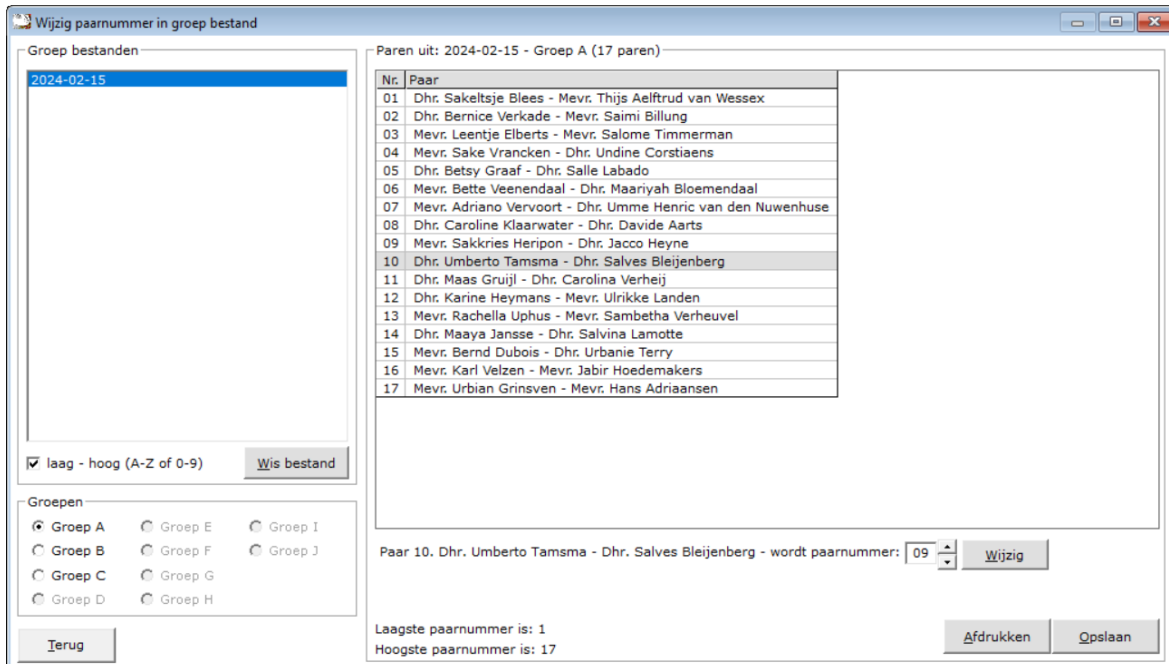 Wijzig paarnummer in groep bestand
Groep bestanden
2024-02-15
laag - hoog (A-Z of 0-9)
Wis bestand
Groepen
Groep A Groep E Groep I
Groep B Groep F Groep J
Groep C Groep G
Groep D Groep H
Terug
Paren uit: 2024-02-15 - Groep A (17 paren)
Nr. Paar
01 Dhr. Sakeltsje Blees - Mevr. Thijs Aelftrud van Wessex
02 Dhr. Bernice Verkade - Mevr. Saimi Billung
03 Mevr. Leentje Elberts - Mevr. Salome Timmerman
04 Mevr. Sake Vrancken - Dhr. Undine Corstiaens
05 Dhr. Betsy Graaf - Dhr. Salle Labado
06 Mevr. Bette Veenendaal - Dhr. Maariyah Bloemendaal
07 Mevr. Adriano Vervoort - Dhr. Umme Henric van den Nuwenhuse
08 Dhr. Caroline Klaarwater - Dhr. Davide Aarts
09 Mevr. Sakkries Heripon - Dhr. Jacco Heyne
10 Dhr. Umberto Tamsma - Dhr. Salves Bleijenberg
11 Dhr. Maas Gruijl - Dhr. Carolina Verheij
12 Dhr. Karine Heymans - Mevr. Ulrikke Landen
13 Mevr. Rachella Uphus - Mevr. Sambetha Verheuvel
14 Dhr. Maaya Jansse - Dhr. Salvina Lamotte
15 Mevr. Bernd Dubois - Dhr. Urbanie Terry
16 Mevr. Karl Velzen - Mevr. Jabir Hoedemakers
17 Mevr. Urbian Grinsven - Mevr. Hans Adriaansen
Paar 10. Dhr. Umberto Tamsma - Dhr. Salves Bleijenberg - wordt paarnummer: 09 Wijzig
Laagste paarnummer is: 1
Hoogste paarnummer is: 17
Afdrukken Opslaan